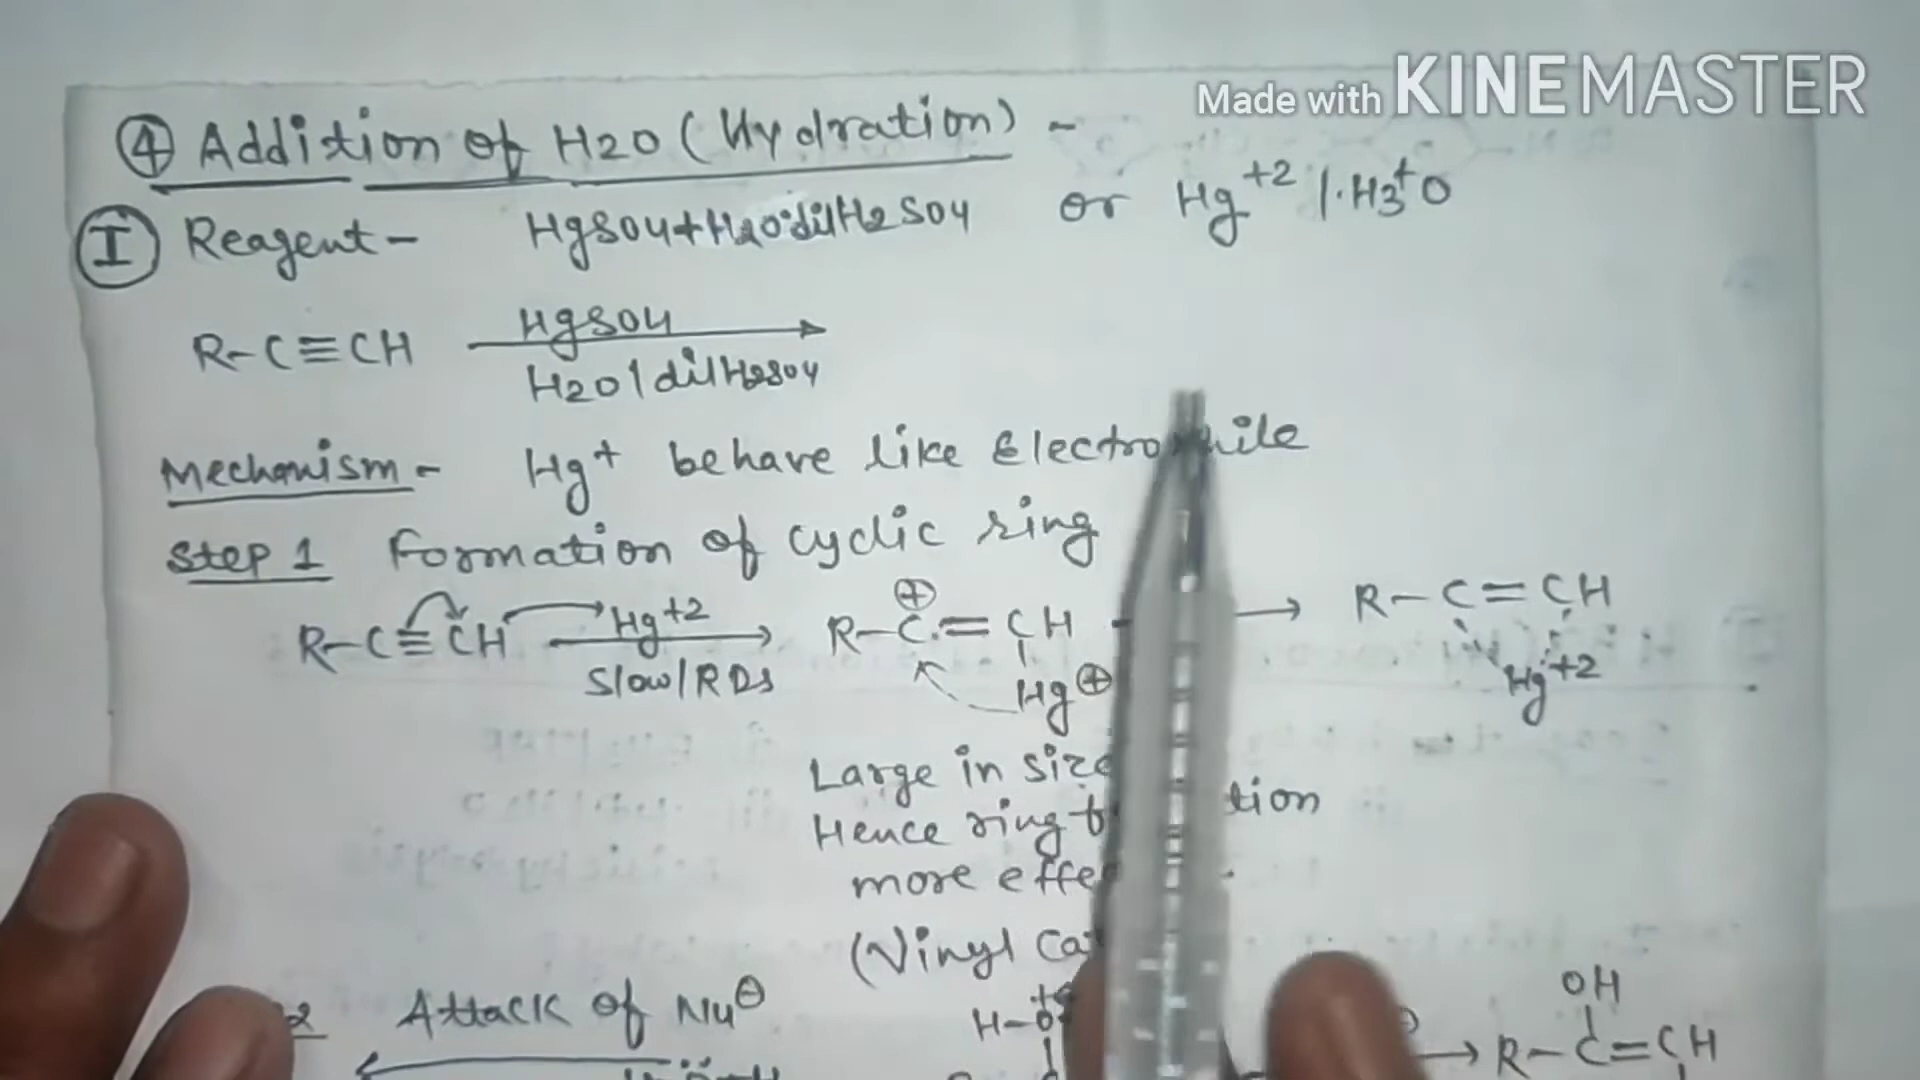 Made with KINEMASTER
④ Addition of H2O (Hydration) -
Ⓘ Reagent - HgSO4+H2O dil H2SO4 or Hg+2 / H3+O
R-C≡CH HgSO4 →
H2O/dil H2SO4
Mechanism - Hg+ behave like Electrophile
Step 1 Formation of cyclic ring
R-C≡CH Hg+2 → R-C=CH → R-C=CH
⊕
Slow/RDS Hg⊕ Hg+2
Large in size
Hence ring
more
(Vinyl
2 Attack of Nu⊖
OH
H-O
→ R-C=CH